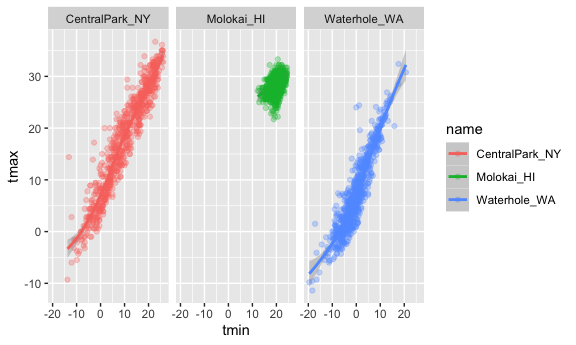 CentralPark_NY Molokai_HI Waterhole_WA
30
20
10
0
-10
tmax
-20 -10 0 10 20 -20 -10 0 10 20 -20 -10 0 10 20
tmin
name
CentralPark_NY
Molokai_HI
Waterhole_WA